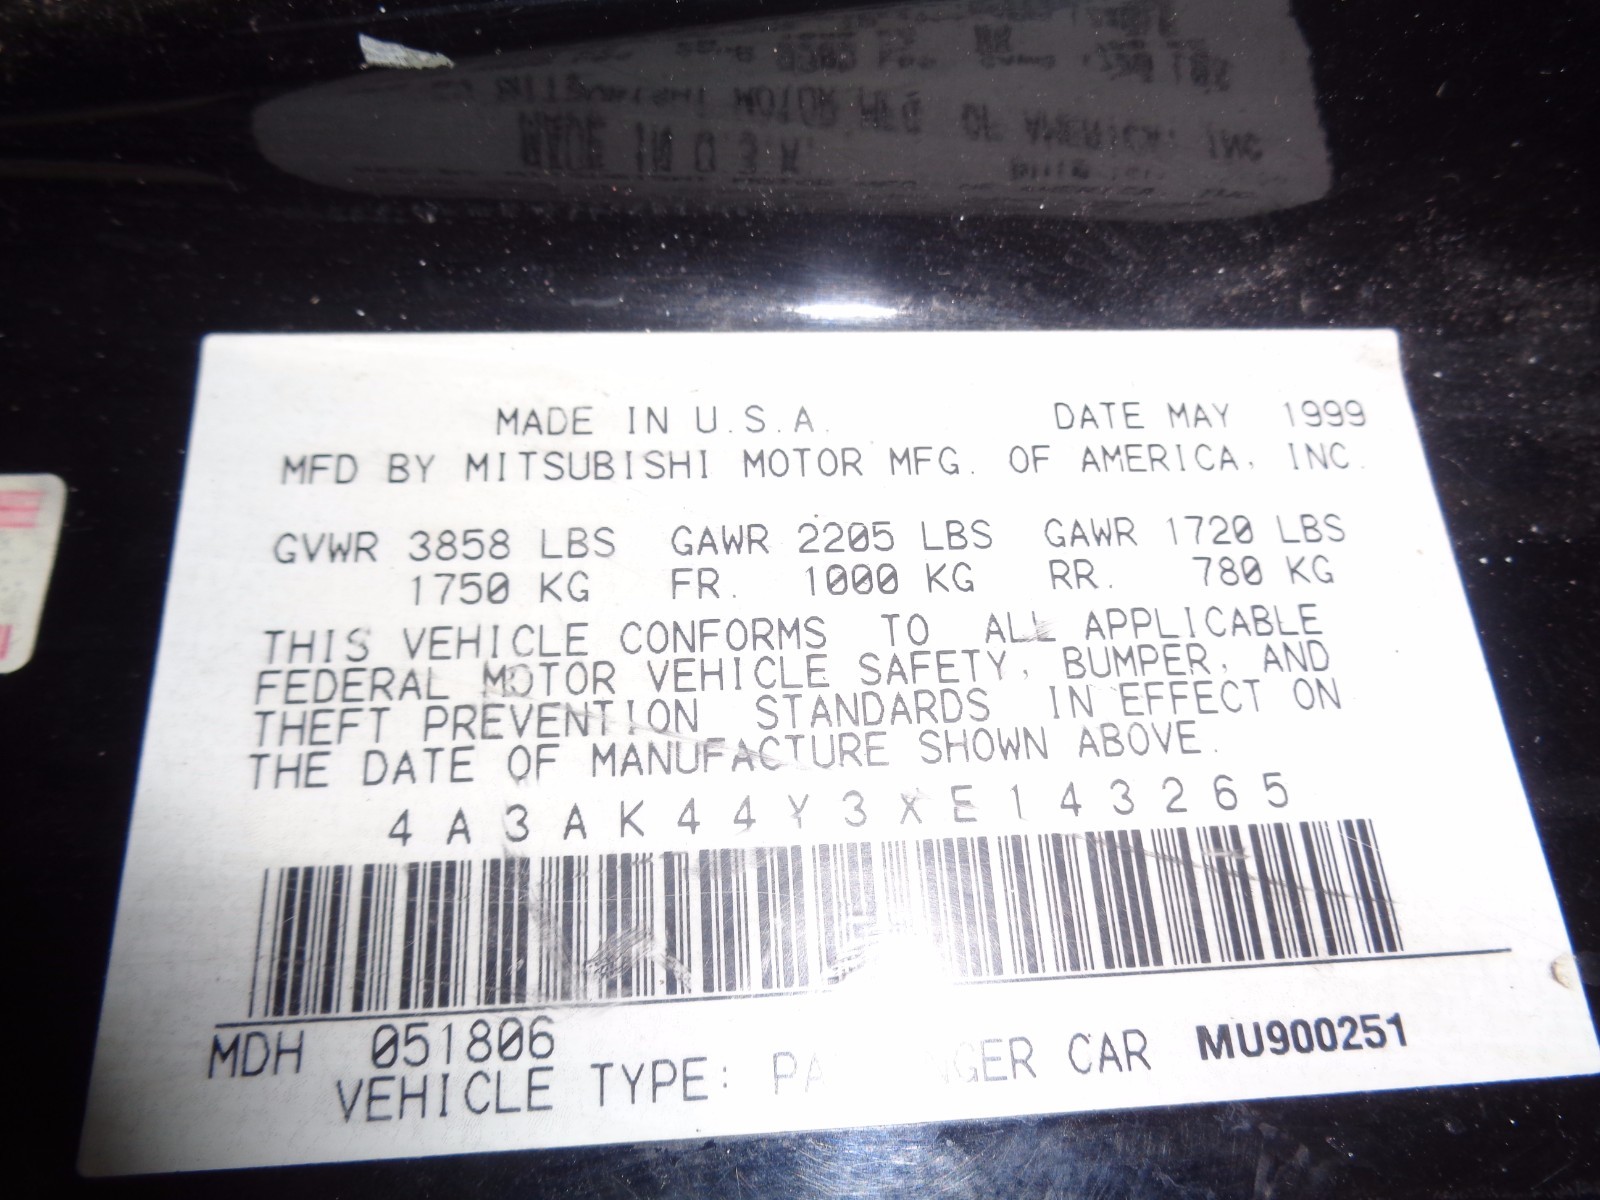 MADE IN U.S.A. DATE MAY 1999
MFD BY MITSUBISHI MOTOR MFG. OF AMERICA, INC.
GVWR 3858 LBS GAWR 2205 LBS GAWR 1720 LBS
1750 KG FR. 1000 KG RR. 780 KG
THIS VEHICLE CONFORMS TO ALL APPLICABLE
FEDERAL MOTOR VEHICLE SAFETY, BUMPER, AND
THEFT PREVENTION STANDARDS IN EFFECT ON
THE DATE OF MANUFACTURE SHOWN ABOVE.
4A3AK44Y3XE143265
MDH 051806
VEHICLE TYPE: CAR MU900251